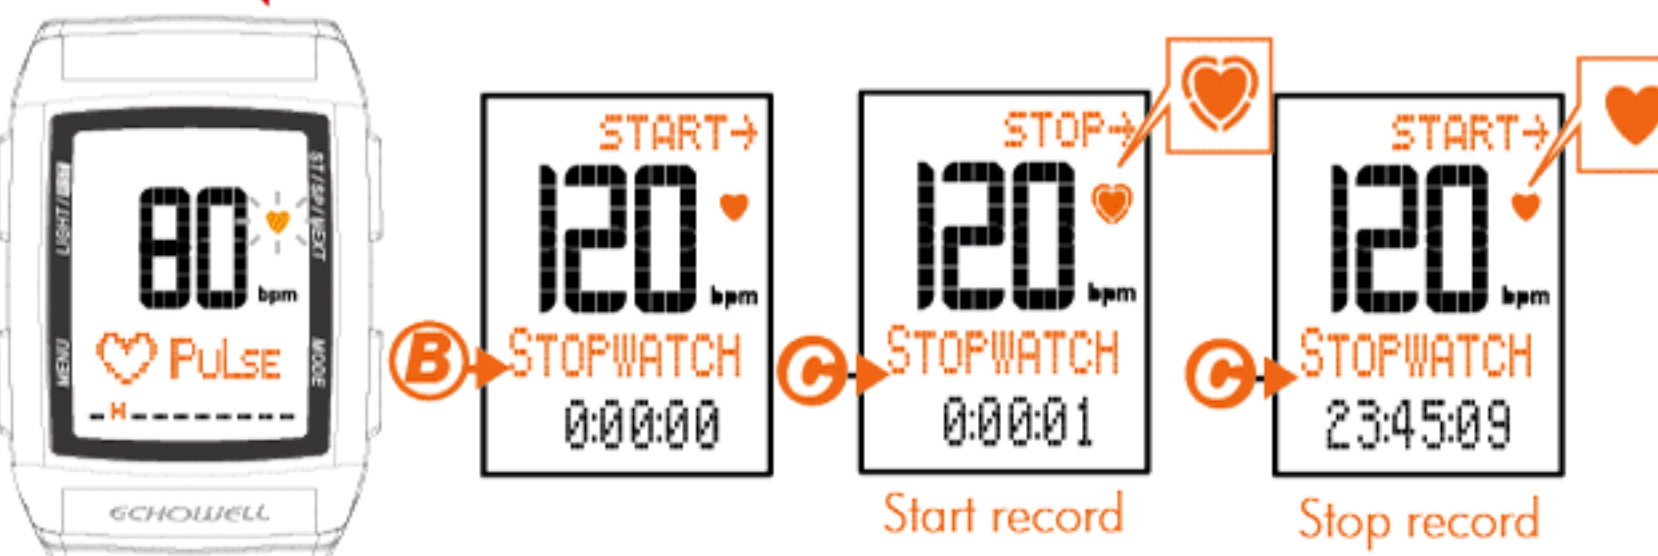 LIGHT / SET
ST / SP / NEXT
80
bpm
PULSE
MENU
MODE
H
ECHOWELL
B
START→
120
bpm
STOPWATCH
0:00:00
C
STOP→
120
bpm
STOPWATCH
0:00:01
Start record
C
START→
120
bpm
STOPWATCH
23:45:09
Stop record